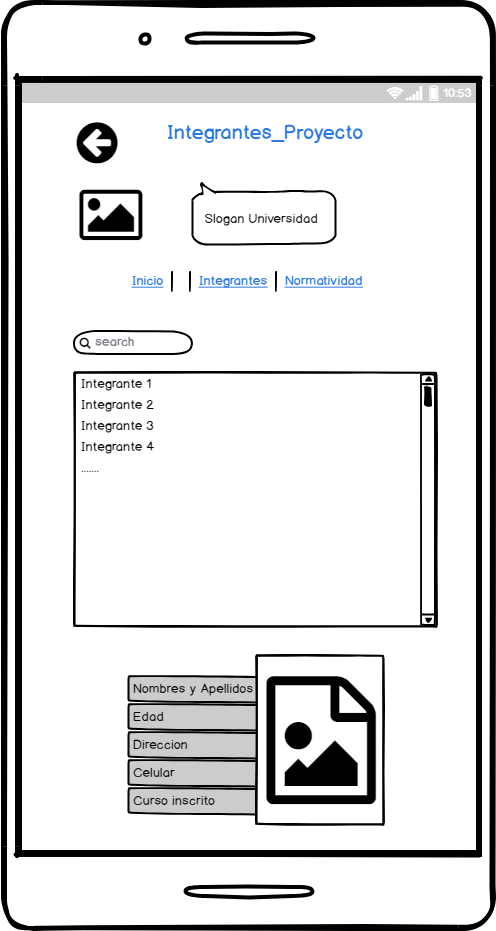 10:53
Integrantes_Proyecto
Slogan Universidad
Inicio | | Integrantes | Normatividad
search
Integrante 1
Integrante 2
Integrante 3
Integrante 4
.......
Nombres y Apellidos
Edad
Direccion
Celular
Curso inscrito